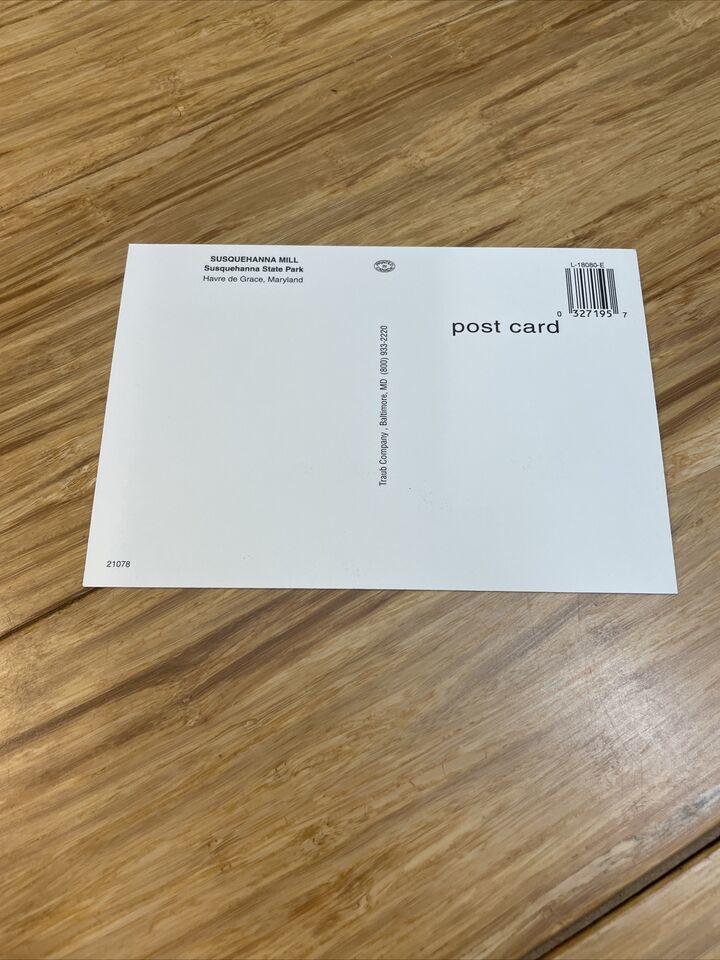 SUSQUEHANNA MILL
Susquehanna State Park
Havre de Grace, Maryland
21078
Traub Company , Baltimore, MD (800) 933-2220
L-18080-E
0 327195 7
post card